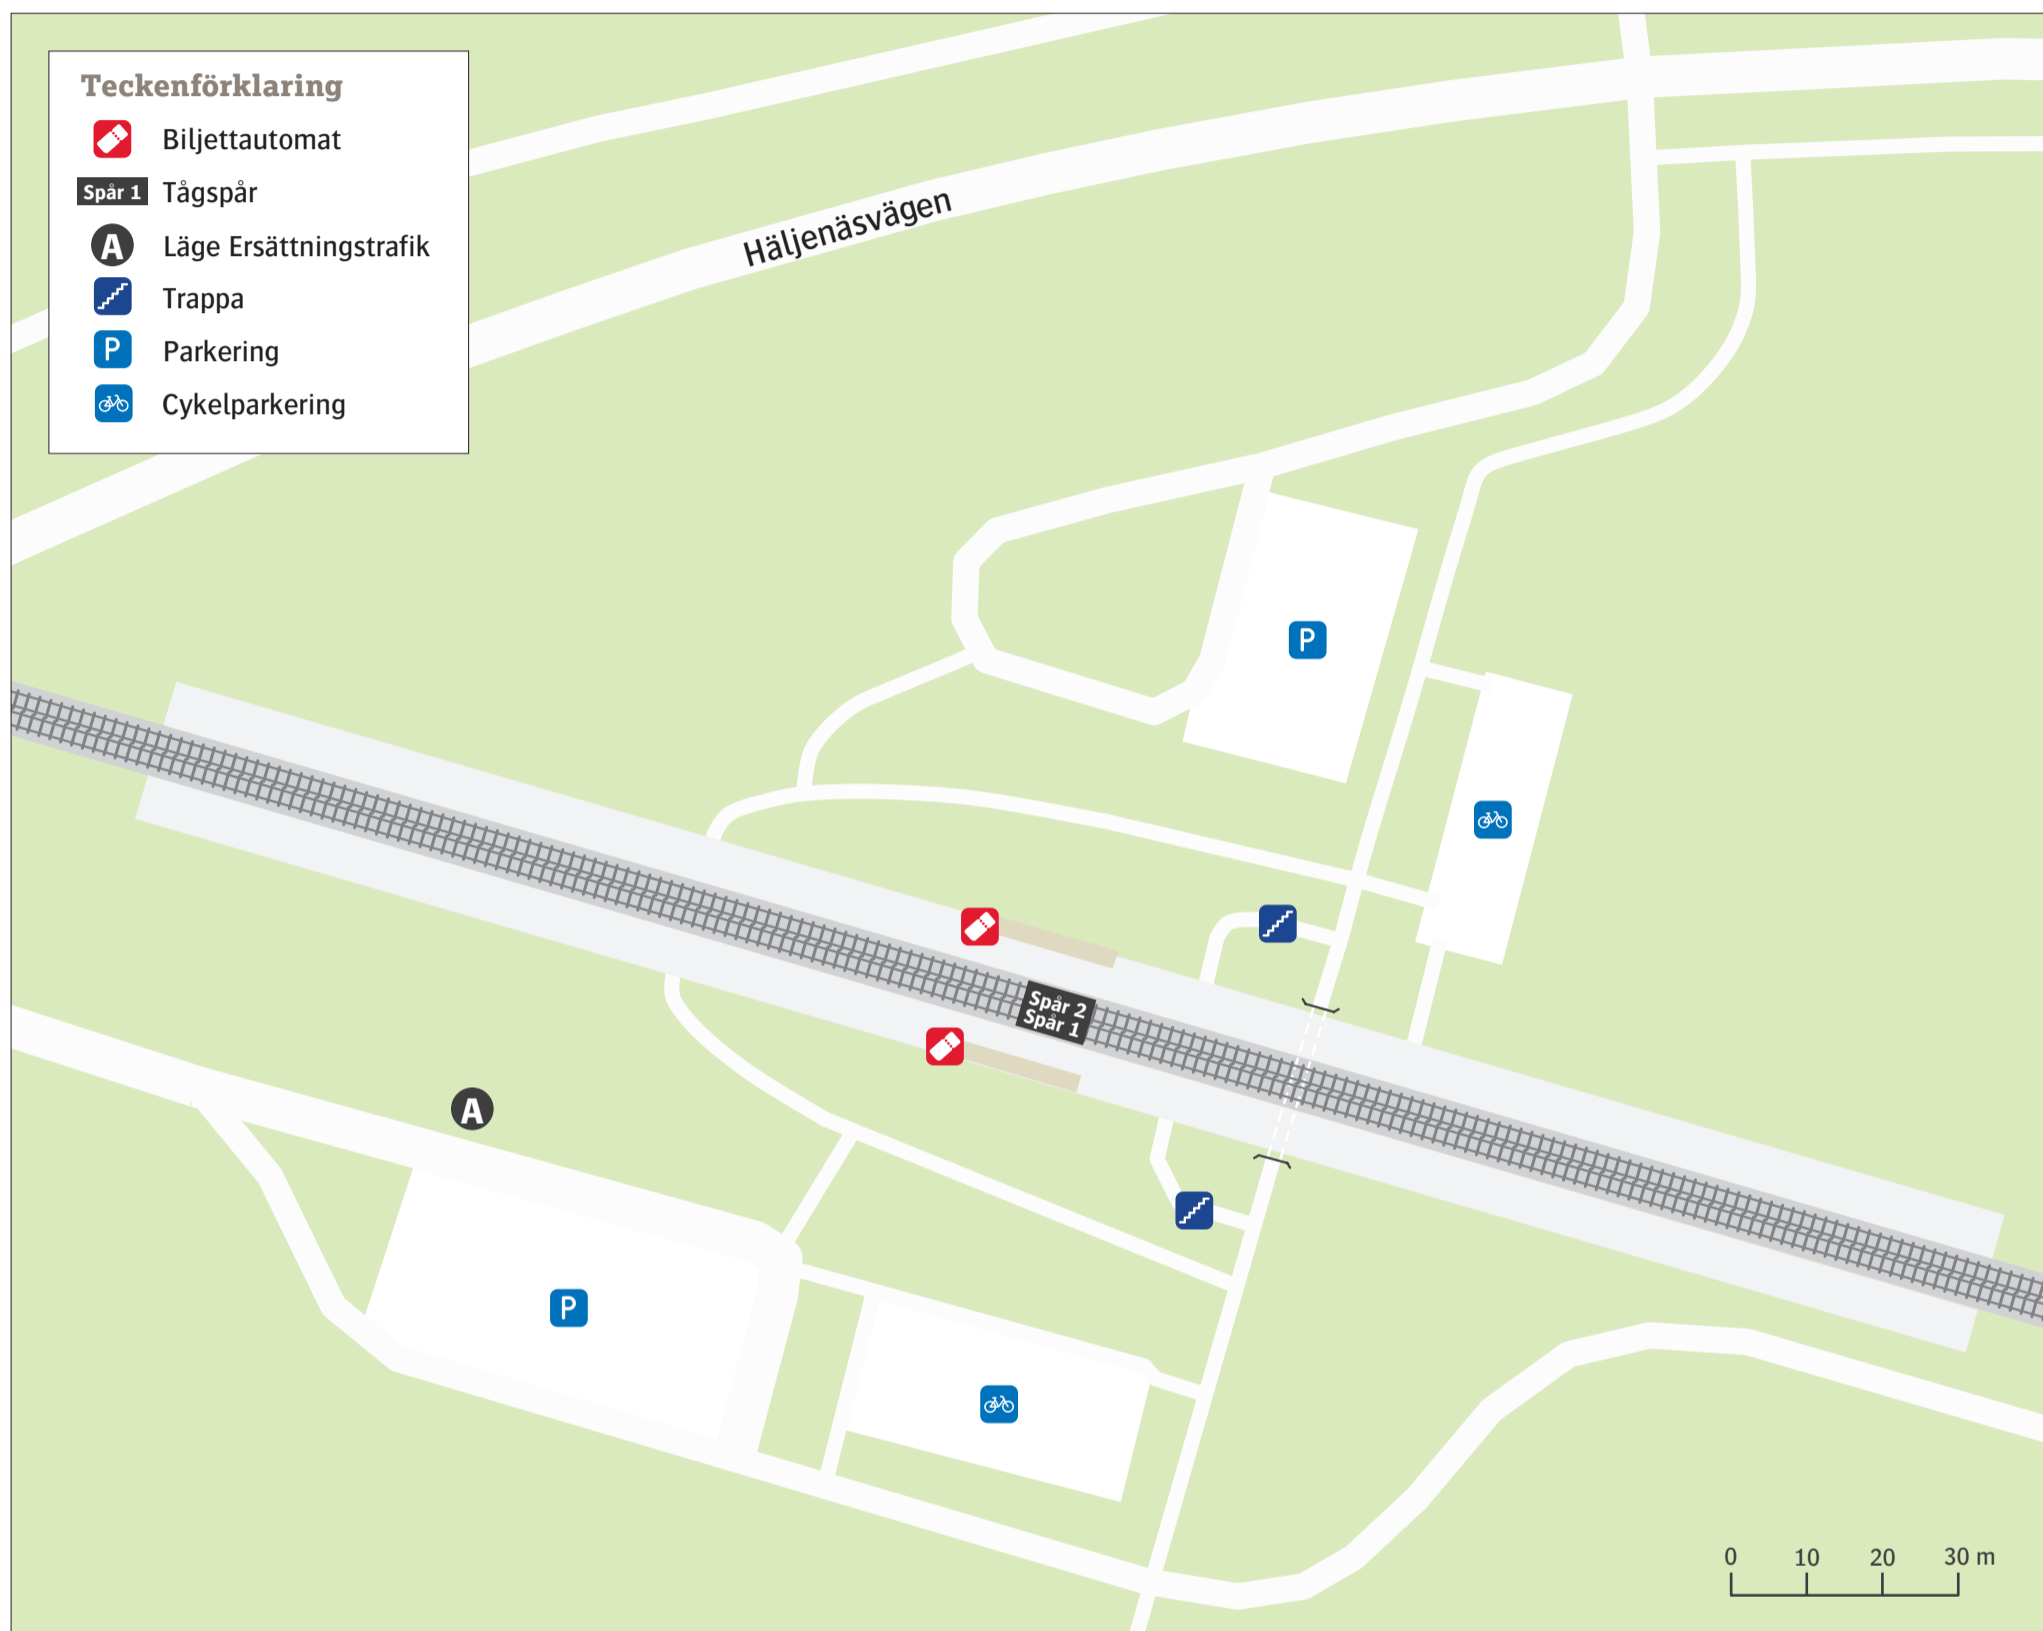 Teckenförklaring
Biljettautomat
Spår 1 Tågspår
A Läge Ersättningstrafik
Trappa
P Parkering
Cykelparkering
Häljenäsvägen
P
Spår 2
Spår 1
A
P
0 10 20 30 m